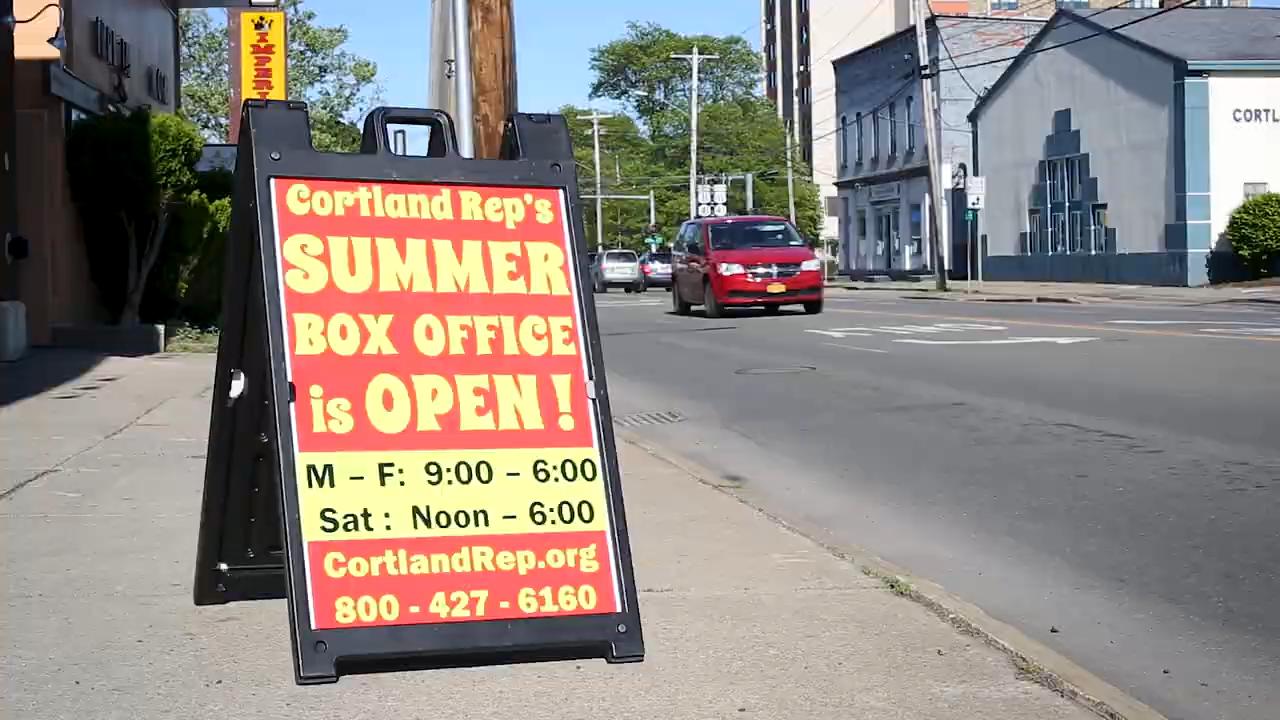 Cortland Rep's
SUMMER
BOX OFFICE
is OPEN !
M – F: 9:00 – 6:00
Sat : Noon – 6:00
CortlandRep.org
800 - 427 - 6160
IMPERI
CORTL